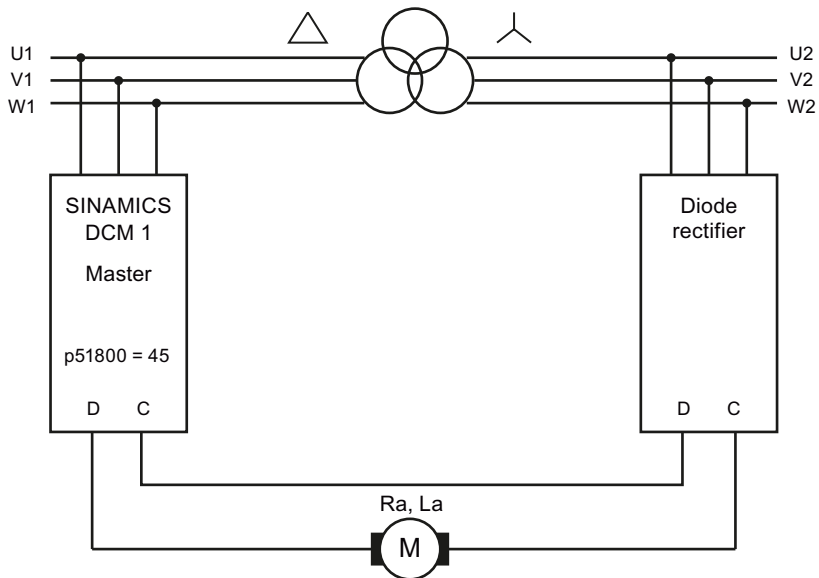 U1
V1
W1
U2
V2
W2
SINAMICS
DCM 1
Master
p51800 = 45
D C
Diode
rectifier
D C
Ra, La
M